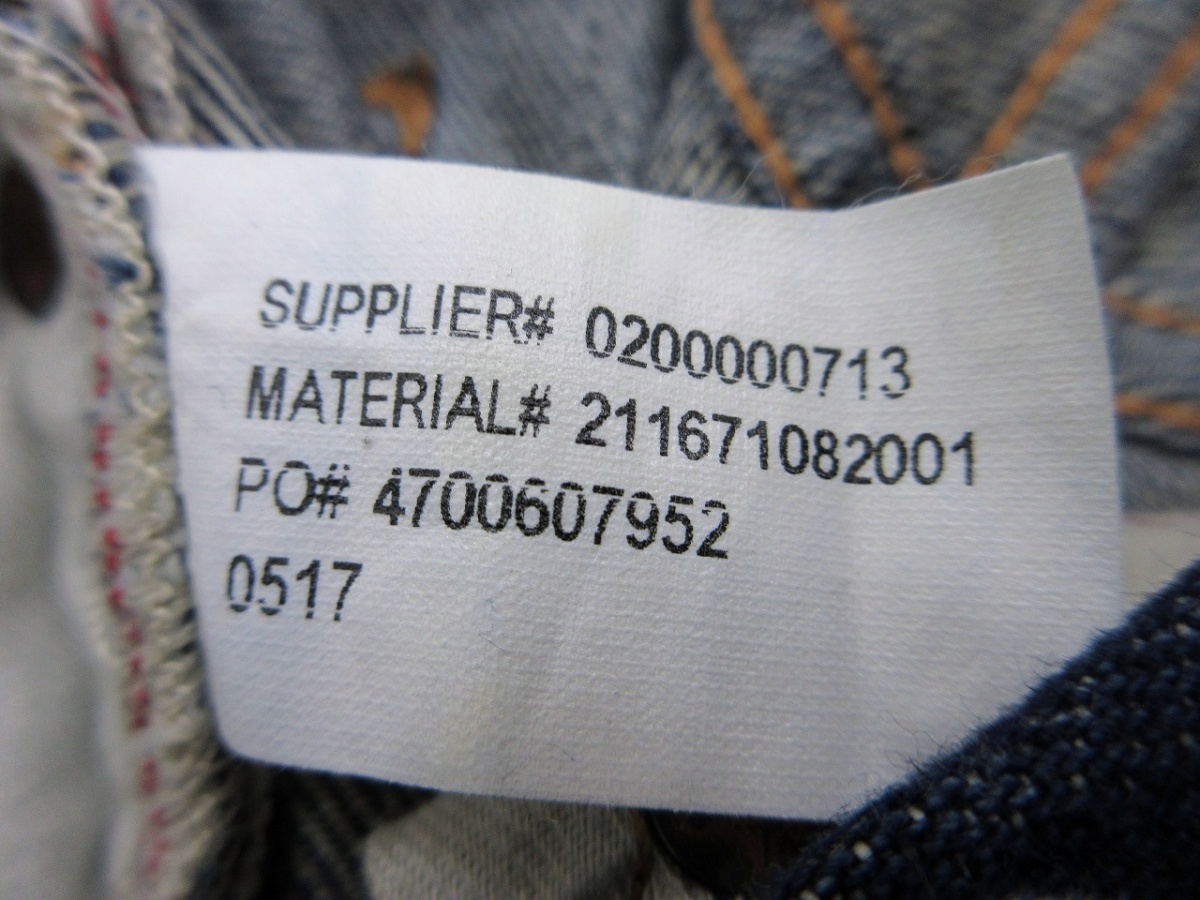 SUPPLIER# 0200000713
MATERIAL# 211671082001
PO# 4700607952
0517